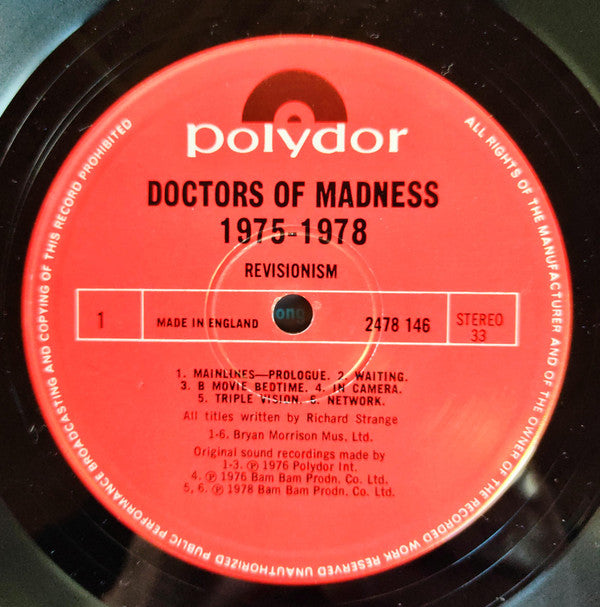 polydor
DOCTORS OF MADNESS
1975-1978
REVISIONISM
1
MADE IN ENGLAND
2478 146
STEREO
33
1. MAINLINES—PROLOGUE. 2. WAITING.
3. B MOVIE BEDTIME. 4. IN CAMERA.
5. TRIPLE VISION. 6. NETWORK.
All titles written by Richard Strange
1-6. Bryan Morrison Mus. Ltd.
Original sound recordings made by
1-3. ℗ 1976 Polydor Int.
4. ℗ 1976 Bam Bam Prodn. Co. Ltd.
5, 6. ℗ 1978 Bam Bam Prodn. Co. Ltd.
ALL RIGHTS OF THE MANUFACTURER AND OF THE OWNER OF THE RECORDED WORK RESERVED UNAUTHORIZED PUBLIC PERFORMANCE BROADCASTING AND COPYING OF THIS RECORD PROHIBITED